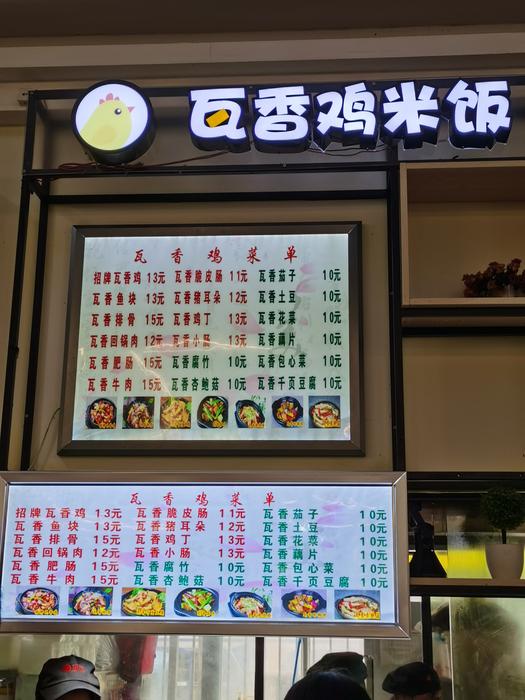 瓦香鸡米饭
瓦香鸡菜单
招牌瓦香鸡 13元 瓦香脆皮肠 11元 瓦香茄子 10元
瓦香鱼块 13元 瓦香猪耳朵 12元 瓦香土豆 10元
瓦香排骨 15元 瓦香鸡丁 13元 瓦香花菜 10元
瓦香回锅肉 12元 瓦香小肠 13元 瓦香藕片 10元
瓦香肥肠 15元 瓦香腐竹 10元 瓦香包心菜 10元
瓦香牛肉 15元 瓦香杏鲍菇 10元 瓦香千页豆腐 10元
瓦香鸡菜单
招牌瓦香鸡 13元 瓦香脆皮肠 11元 瓦香茄子 10元
瓦香鱼块 13元 瓦香猪耳朵 12元 瓦香土豆 10元
瓦香排骨 15元 瓦香鸡丁 13元 瓦香花菜 10元
瓦香回锅肉 12元 瓦香小肠 13元 瓦香藕片 10元
瓦香肥肠 15元 瓦香腐竹 10元 瓦香包心菜 10元
瓦香牛肉 15元 瓦香杏鲍菇 10元 瓦香千页豆腐 10元